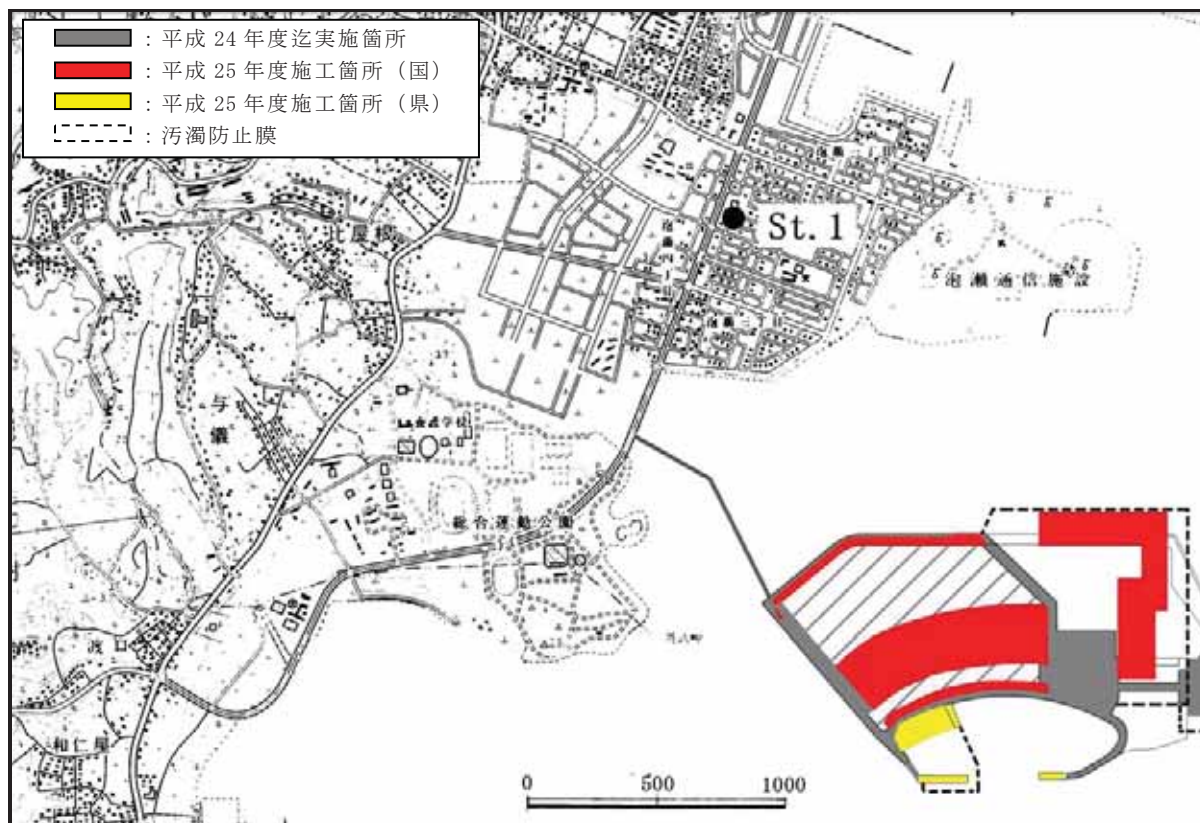 ：平成 24 年度迄実施箇所
：平成 25 年度施工箇所（国）
：平成 25 年度施工箇所（県）
：汚濁防止膜
St. 1
泡瀬通信施設
与儀
総合運動公園
渡口
和仁屋
0 500 1000